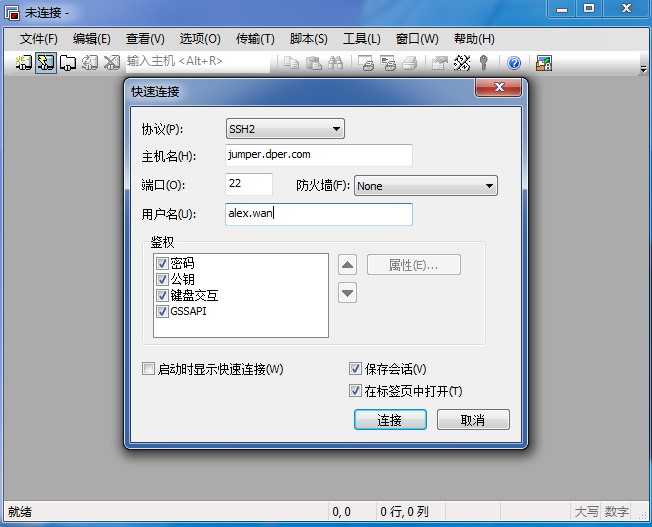 未连接 -
文件(F) 编辑(E) 查看(V) 选项(O) 传输(T) 脚本(S) 工具(L) 窗口(W) 帮助(H)
输入主机 <Alt+R>
快速连接
协议(P): SSH2
主机名(H): jumper.dper.com
端口(O): 22 防火墙(F): None
用户名(U): alex.wan
鉴权
密码
公钥
键盘交互
GSSAPI
属性(E)...
启动时显示快速连接(W) 保存会话(V)
在标签页中打开(T)
连接 取消
就绪 0, 0 0 行, 0 列 大写 数字